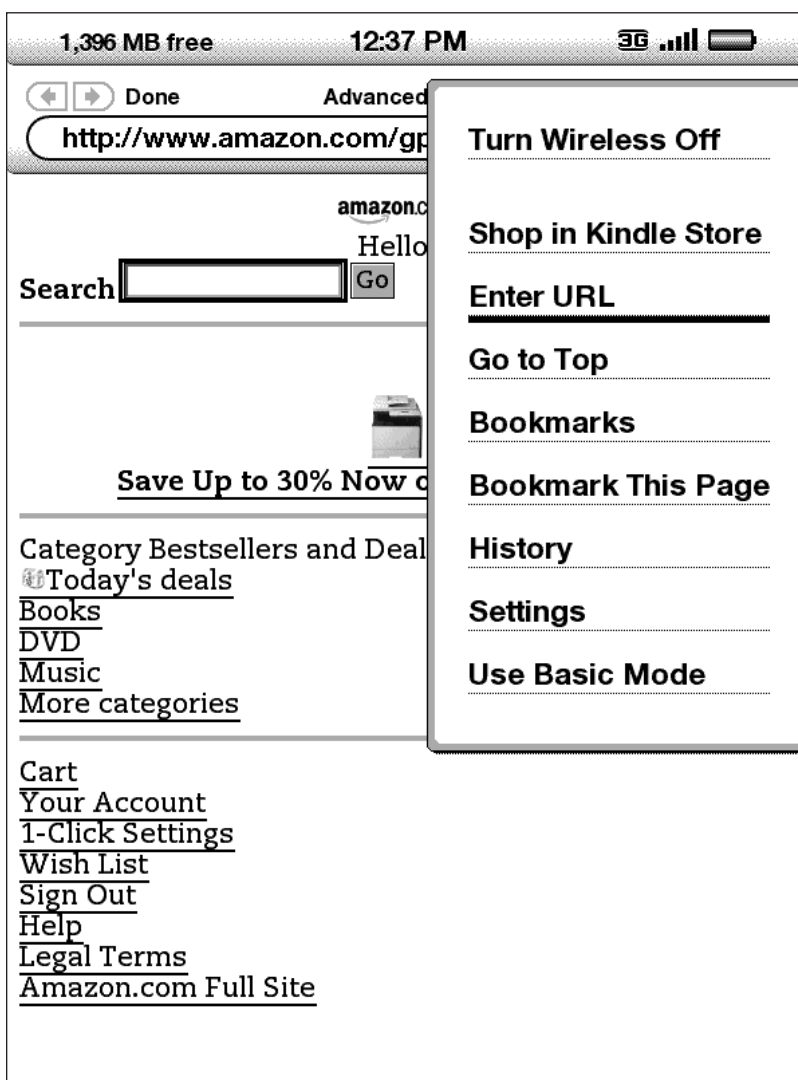 1,396 MB free 12:37 PM 3G
Done Advanced
http://www.amazon.com/gp
amazon.c
Hello
Search Go
Save Up to 30% Now o
Category Bestsellers and Deal
Today's deals
Books
DVD
Music
More categories
Cart
Your Account
1-Click Settings
Wish List
Sign Out
Help
Legal Terms
Amazon.com Full Site
Turn Wireless Off
Shop in Kindle Store
Enter URL
Go to Top
Bookmarks
Bookmark This Page
History
Settings
Use Basic Mode